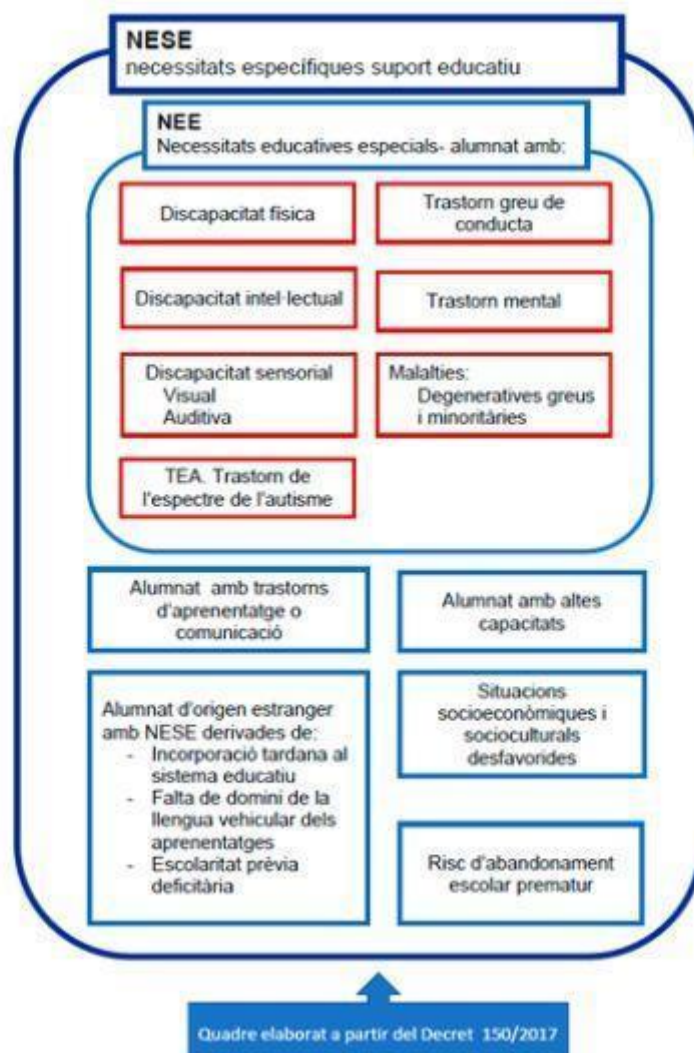 NESE
necessitats específiques suport educatiu
NEE
Necessitats educatives especials- alumnat amb:
Discapacitat física
Trastorn greu de
conducta
Discapacitat intel·lectual
Trastorn mental
Discapacitat sensorial
Visual
Auditiva
Malalties:
Degeneratives greus
i minoritàries
TEA. Trastorn de
l'espectre de l'autisme
Alumnat amb trastorns
d'aprenentatge o
comunicació
Alumnat amb altes
capacitats
Alumnat d'origen estranger
amb NESE derivades de:
- Incorporació tardana al
sistema educatiu
- Falta de domini de la
llengua vehicular dels
aprenentatges
- Escolaritat prèvia
deficitària
Situacions
socioeconòmiques i
socioculturals
desfavorides
Risc d'abandonament
escolar prematur
Quadre elaborat a partir del Decret 150/2017